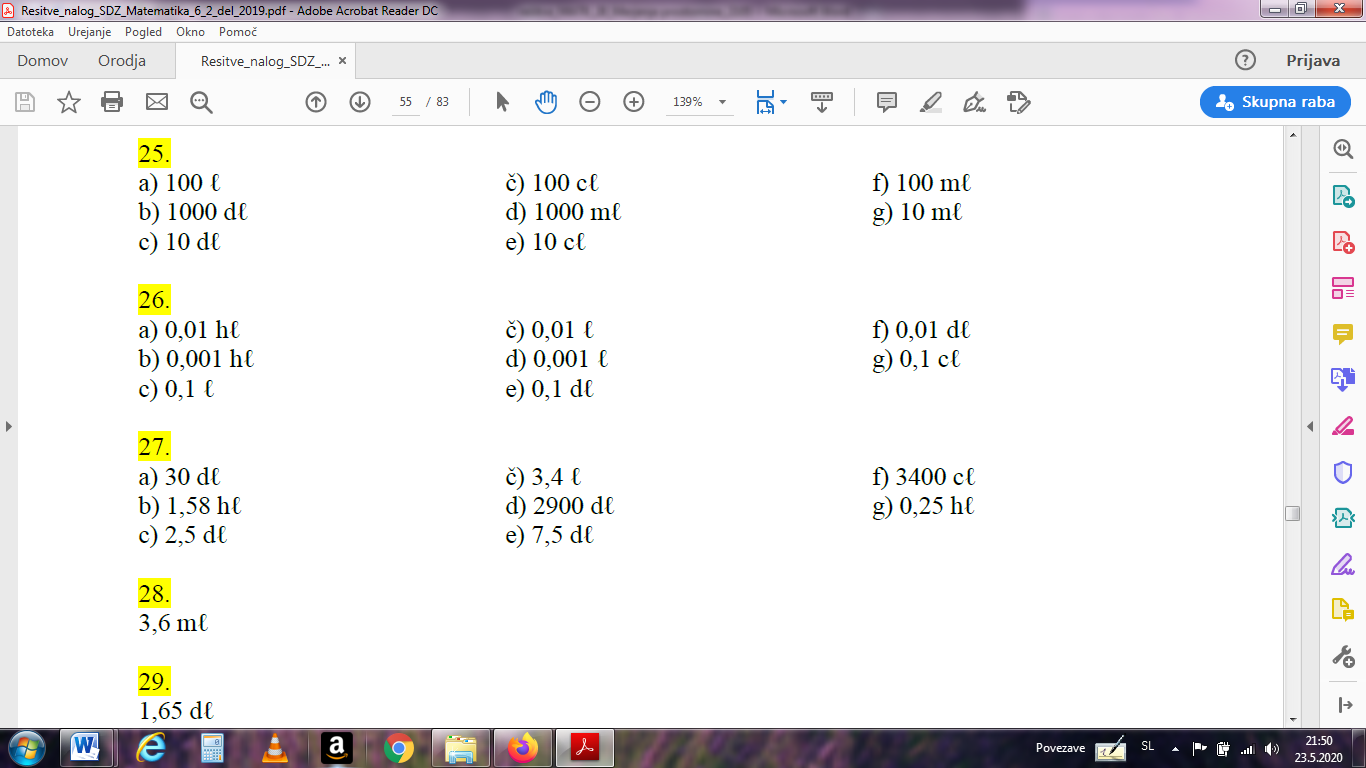 Resitve_nalog_SDZ_Matematika_6_2_del_2019.pdf - Adobe Acrobat Reader DC
Datoteka Urejanje Pogled Okno Pomoč
Domov Orodja Resitve_nalog_SDZ_... × Prijava
55 / 83 139% Skupna raba
25.
a) 100 ℓ č) 100 cℓ f) 100 mℓ
b) 1000 dℓ d) 1000 mℓ g) 10 mℓ
c) 10 dℓ e) 10 cℓ
26.
a) 0,01 hℓ č) 0,01 ℓ f) 0,01 dℓ
b) 0,001 hℓ d) 0,001 ℓ g) 0,1 cℓ
c) 0,1 ℓ e) 0,1 dℓ
27.
a) 30 dℓ č) 3,4 ℓ f) 3400 cℓ
b) 1,58 hℓ d) 2900 dℓ g) 0,25 hℓ
c) 2,5 dℓ e) 7,5 dℓ
28.
3,6 mℓ
29.
1,65 dℓ
Povezave SL 21:50
23.5.2020